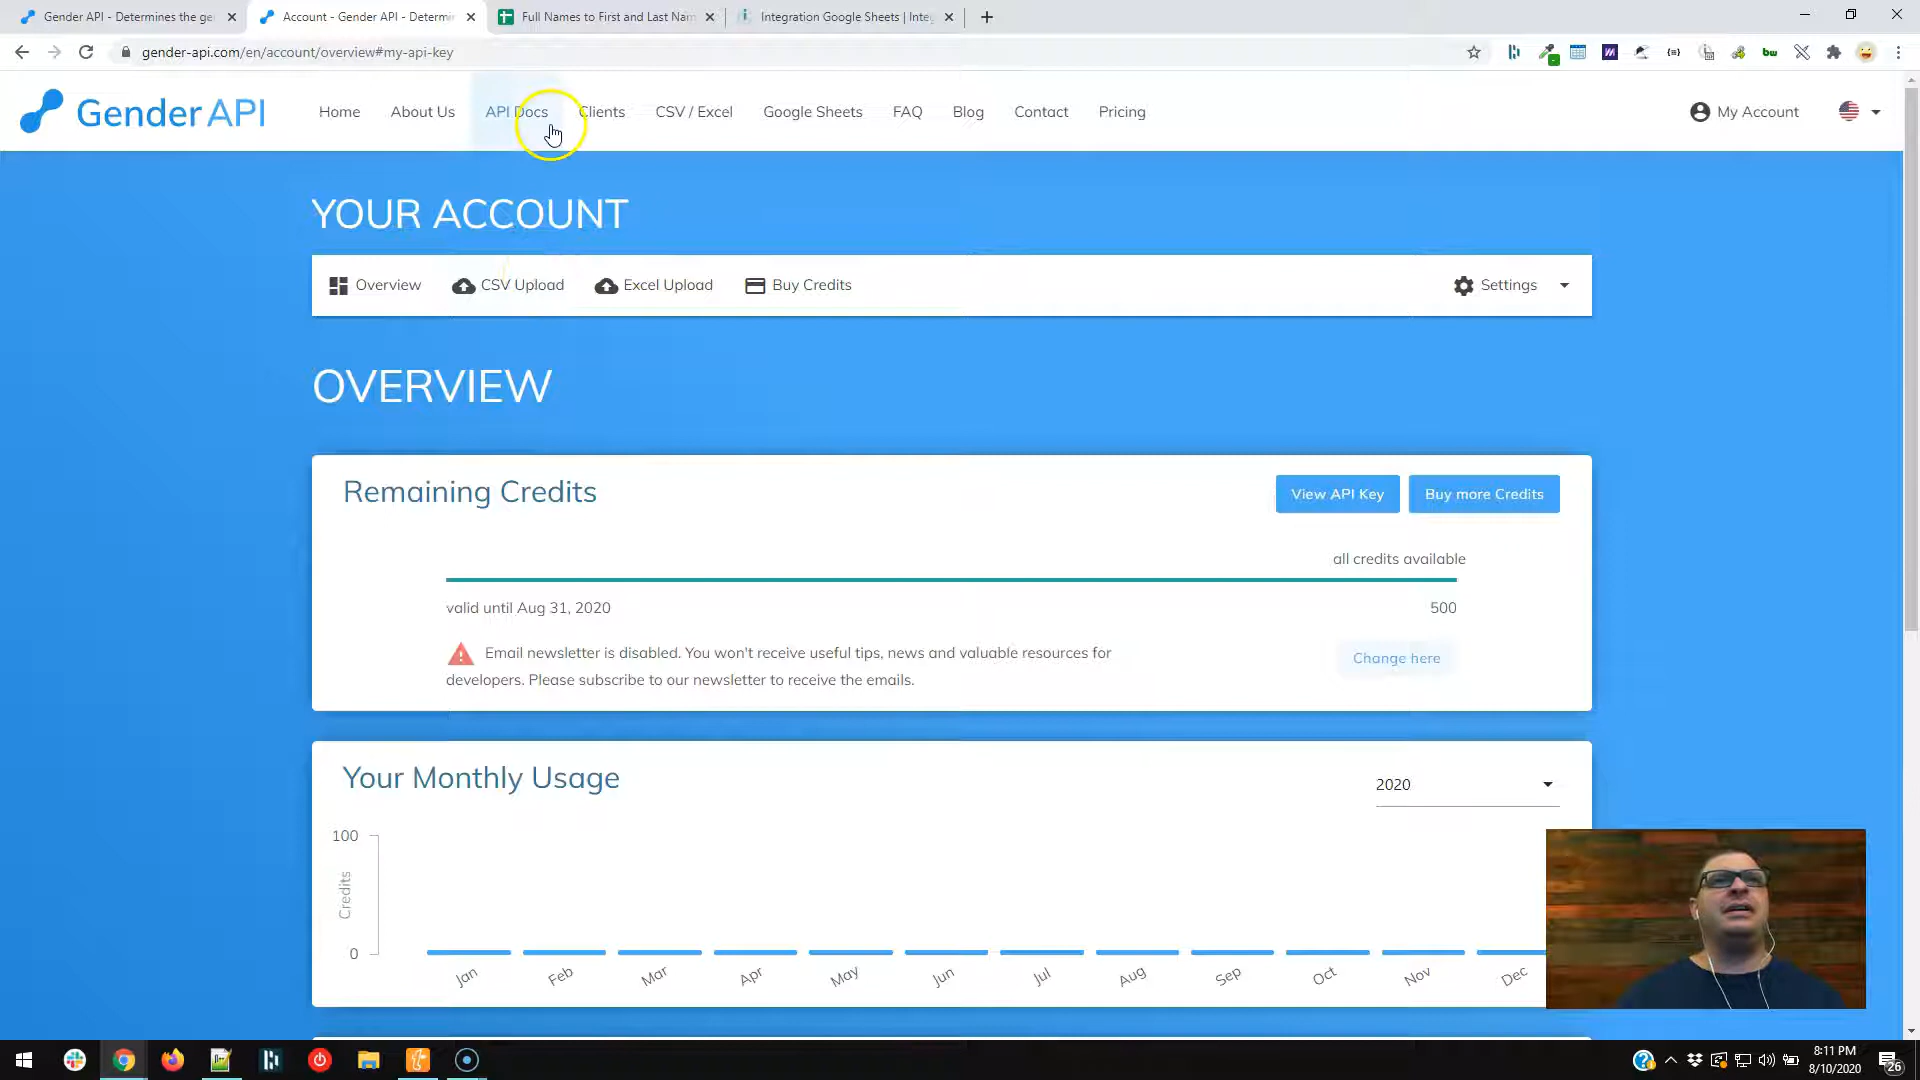 Gender API - Determines the ge
Account - Gender API - Determi
Full Names to First and Last Nam
Integration Google Sheets | Inte
gender-api.com/en/account/overview#my-api-key
Gender API
Home
About Us
API Docs
Clients
CSV / Excel
Google Sheets
FAQ
Blog
Contact
Pricing
My Account
YOUR ACCOUNT
Overview
CSV Upload
Excel Upload
Buy Credits
Settings
OVERVIEW
Remaining Credits
View API Key
Buy more Credits
all credits available
valid until Aug 31, 2020
500
Email newsletter is disabled. You won't receive useful tips, news and valuable resources for
developers. Please subscribe to our newsletter to receive the emails.
Change here
Your Monthly Usage
2020
100
Credits
0
Jan
Feb
Mar
Apr
May
Jun
Jul
Aug
Sep
Oct
Nov
Dec
8:11 PM
8/10/2020
26